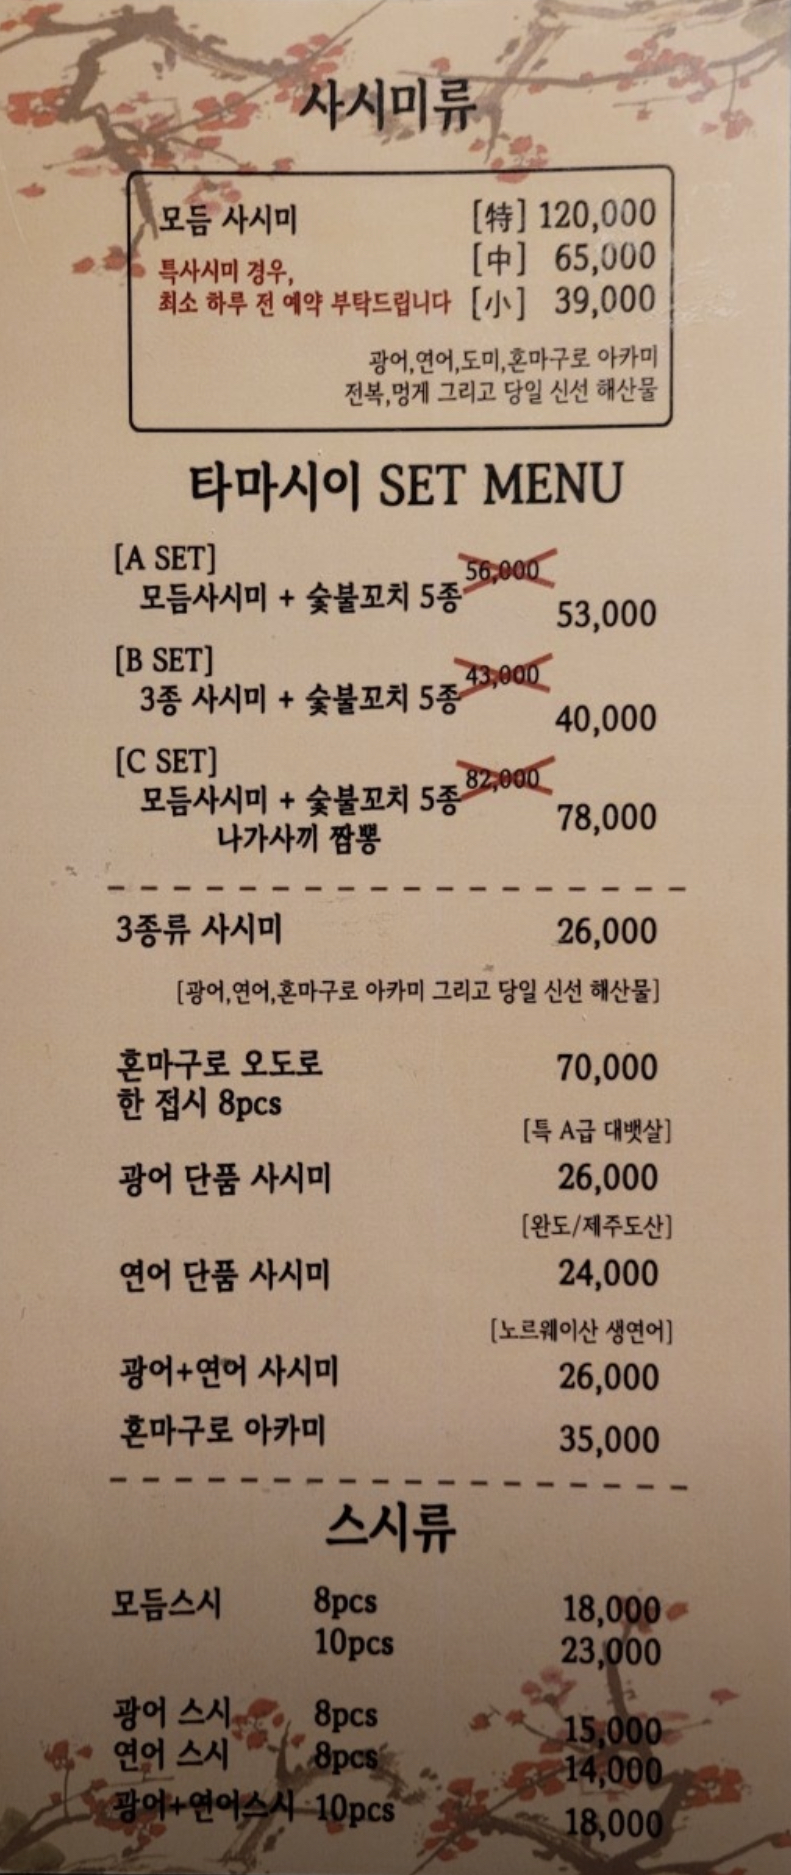 사시미류
모듬 사시미 [特] 120,000
[中] 65,000
특사시미 경우,
최소 하루 전 예약 부탁드립니다 [小] 39,000
광어,연어,도미,혼마구로 아카미
전복,멍게 그리고 당일 신선 해산물
타마시이 SET MENU
[A SET]
56,000
모듬사시미 + 숯불꼬치 5종
53,000
[B SET]
43,000
3종 사시미 + 숯불꼬치 5종
40,000
[C SET]
82,000
모듬사시미 + 숯불꼬치 5종
78,000
나가사끼 짬뽕
3종류 사시미 26,000
[광어,연어,혼마구로 아카미 그리고 당일 신선 해산물]
혼마구로 오도로 70,000
한 접시 8pcs
[특 A급 대뱃살]
광어 단품 사시미 26,000
[완도/제주도산]
연어 단품 사시미 24,000
[노르웨이산 생연어]
광어+연어 사시미 26,000
혼마구로 아카미 35,000
스시류
모듬스시 8pcs 18,000
10pcs 23,000
광어 스시 8pcs 15,000
연어 스시 8pcs 14,000
광어+연어스시 10pcs 18,000